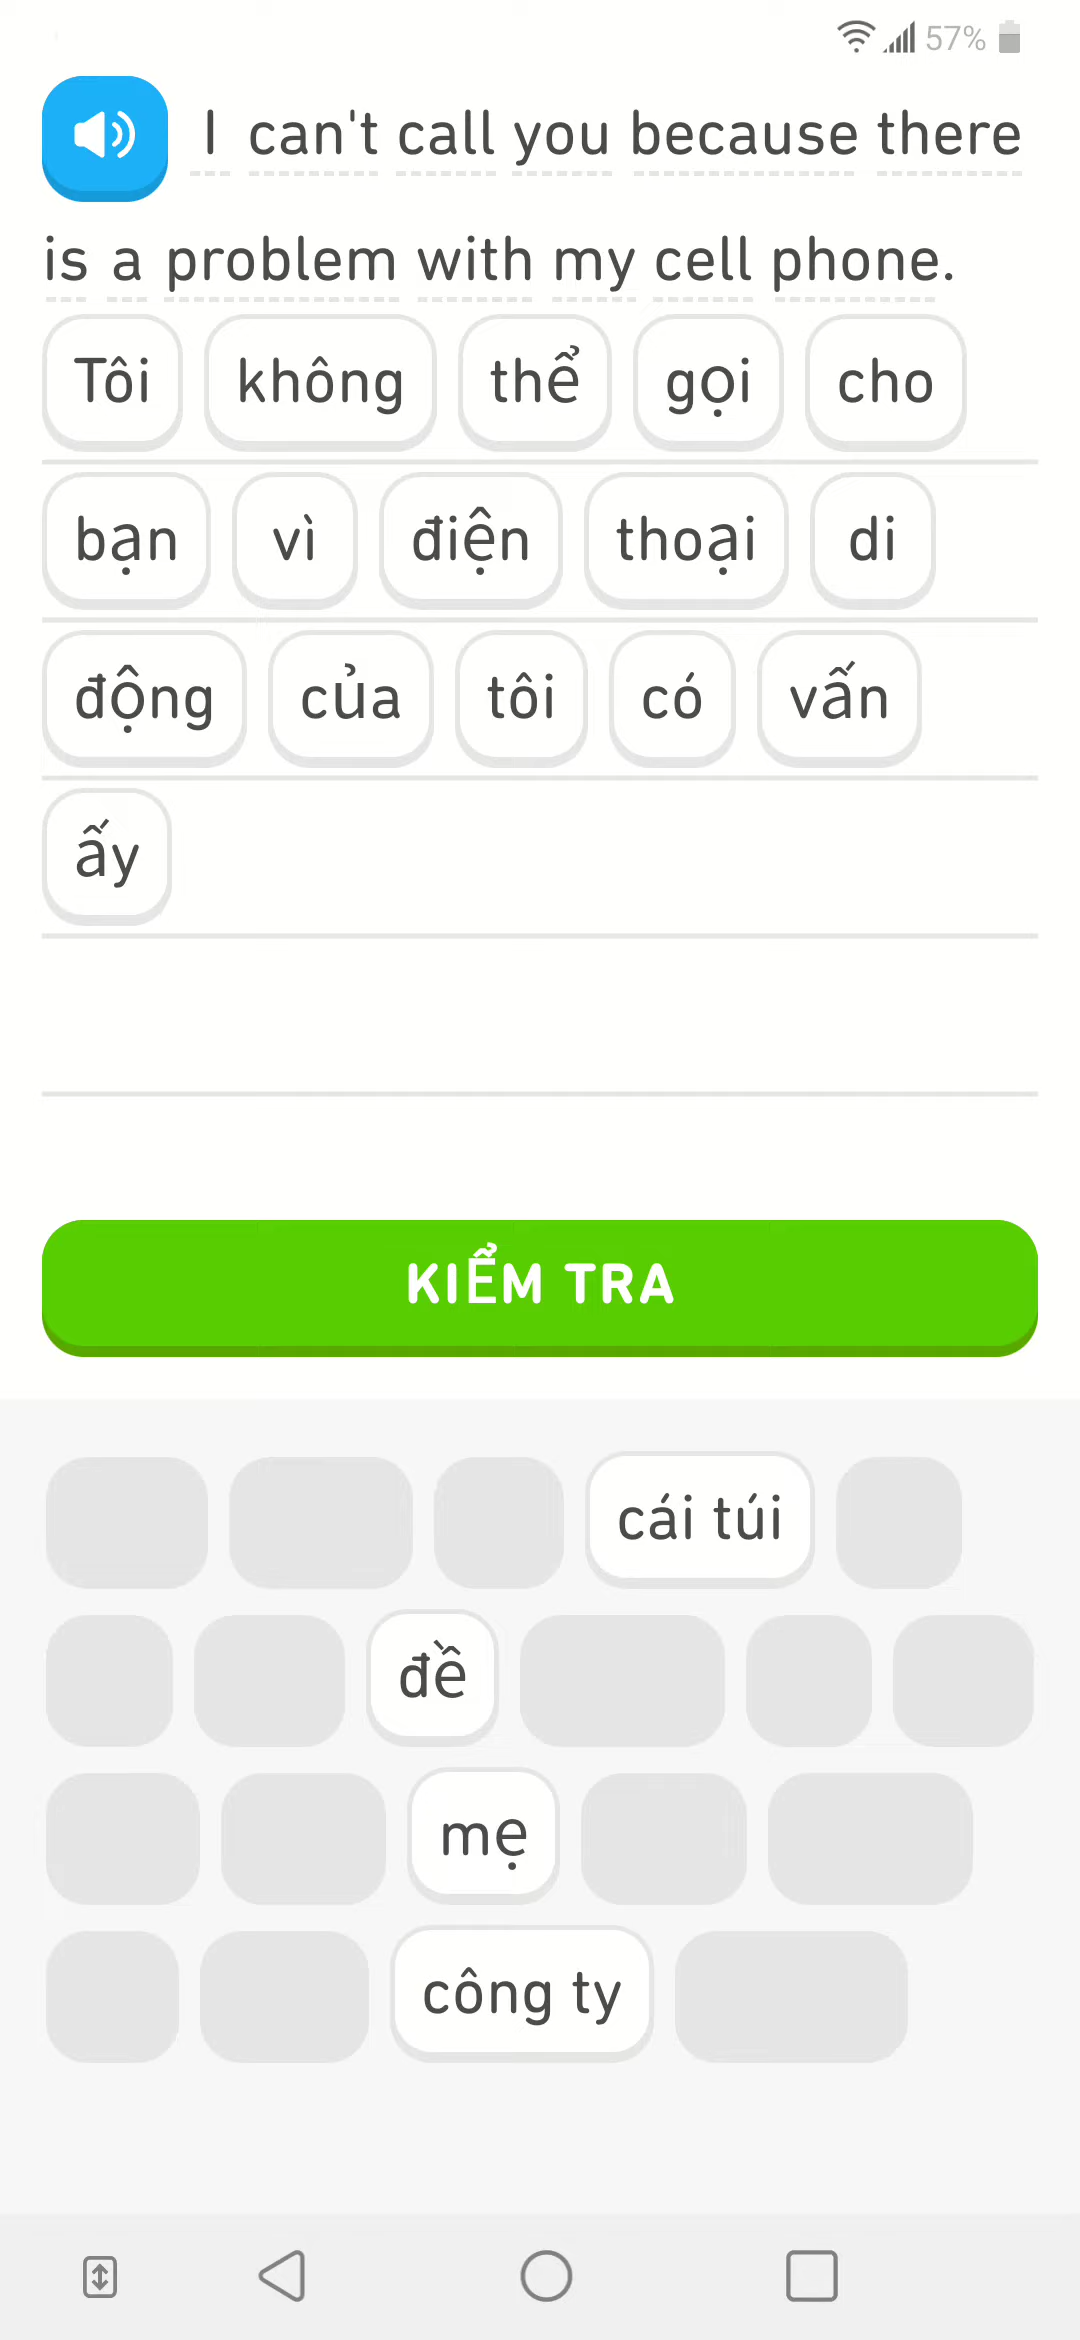 57%
I can't call you because there
is a problem with my cell phone.
Tôi không thể gọi cho
bạn vì điện thoại di
động của tôi có vấn
ấy
KIỂM TRA
cái túi
đề
mẹ
công ty